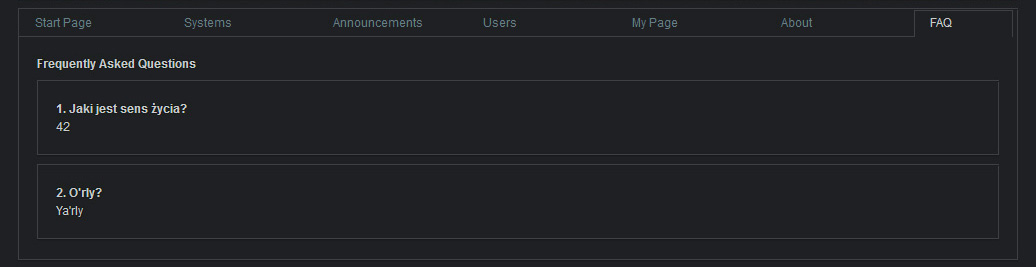 Start Page Systems Announcements Users My Page About FAQ
Frequently Asked Questions
1. Jaki jest sens życia?
42
2. O'rly?
Ya'rly